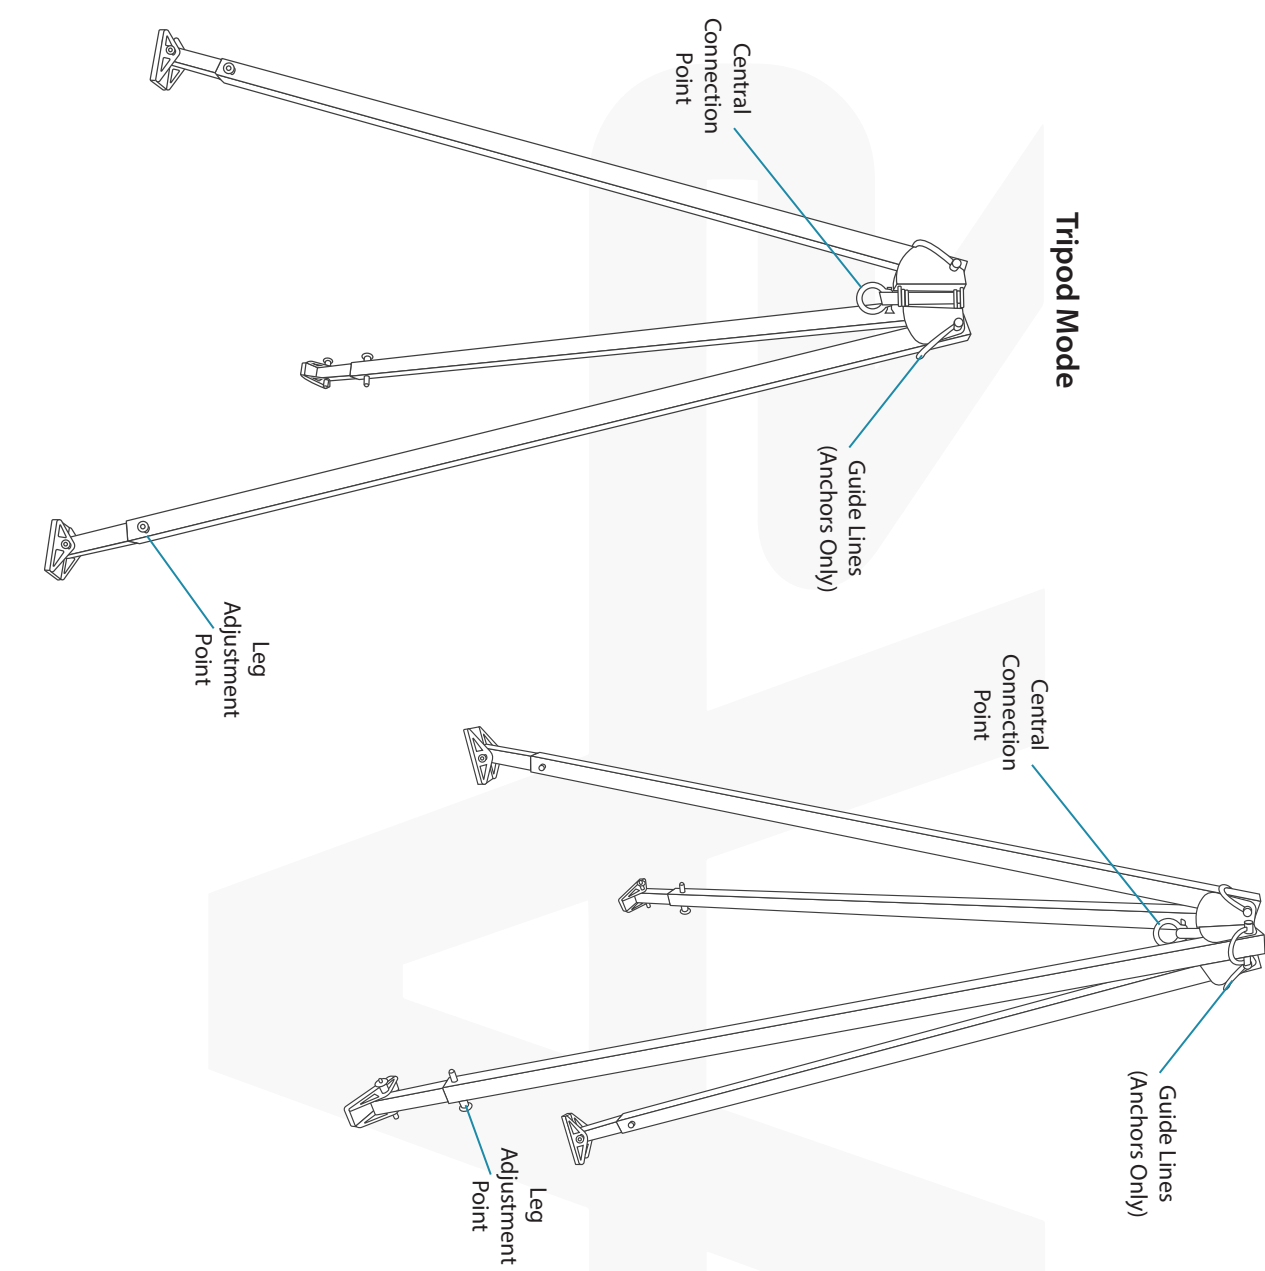 Tripod Mode
Central
Connection
Point
Guide Lines
(Anchors Only)
Leg
Adjustment
Point
Central
Connection
Point
Guide Lines
(Anchors Only)
Leg
Adjustment
Point